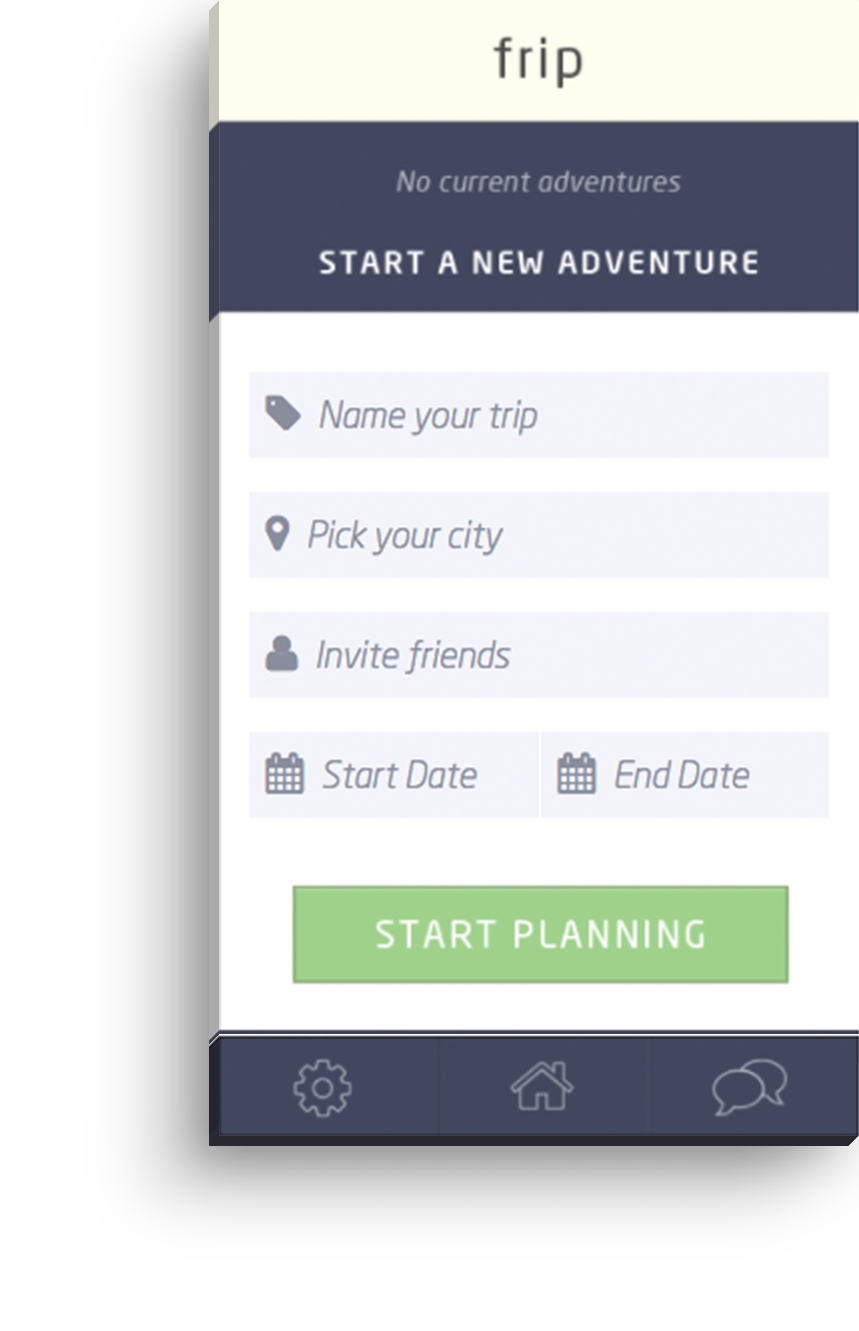 frip
No current adventures
START A NEW ADVENTURE
Name your trip
Pick your city
Invite friends
Start Date End Date
START PLANNING